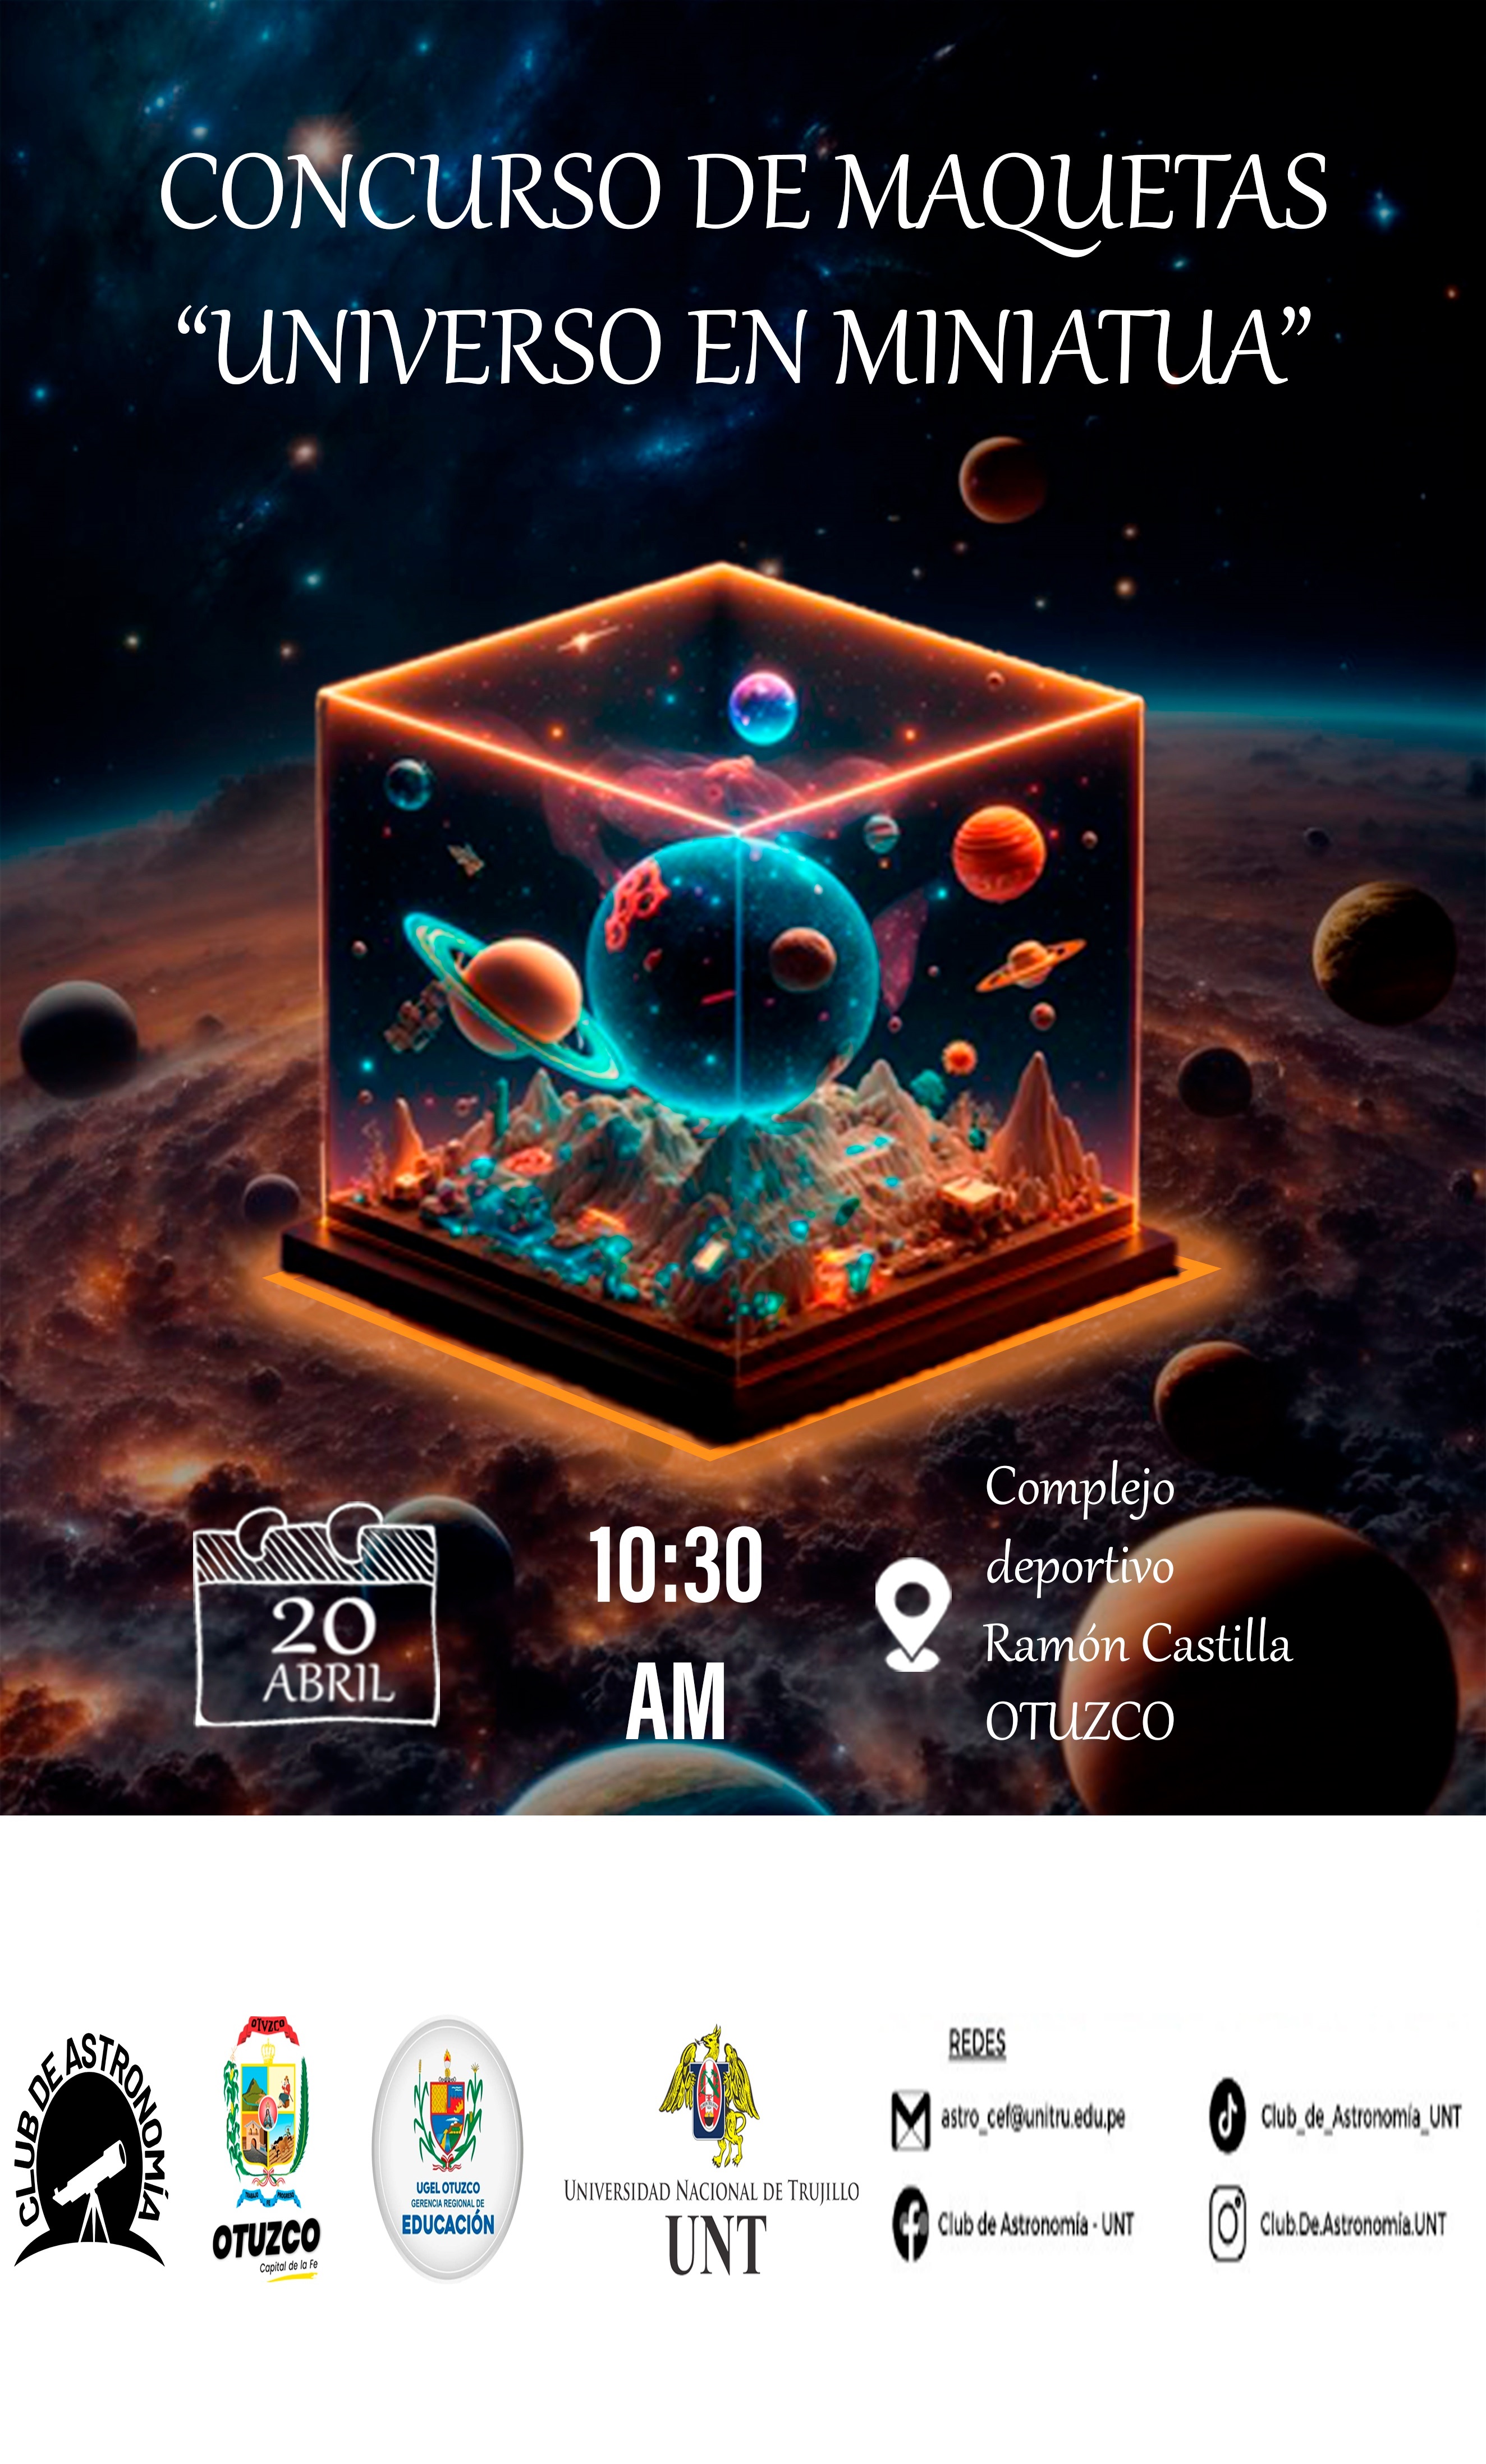 CONCURSO DE MAQUETAS
“UNIVERSO EN MINIATUA”
20
ABRIL
10:30
AM
Complejo
deportivo
Ramón Castilla
OTUZCO
CLUB DE ASTRONOMÍA
OTVZCO
OTUZCO
Capital de la Fe
UGEL OTUZCO
GERENCIA REGIONAL DE
EDUCACIÓN
UNIVERSIDAD NACIONAL DE TRUJILLO
UNT
REDES
astro_cef@unitru.edu.pe
Club_de_Astronomía_UNT
Club de Astronomía - UNT
Club.De.Astronomía.UNT